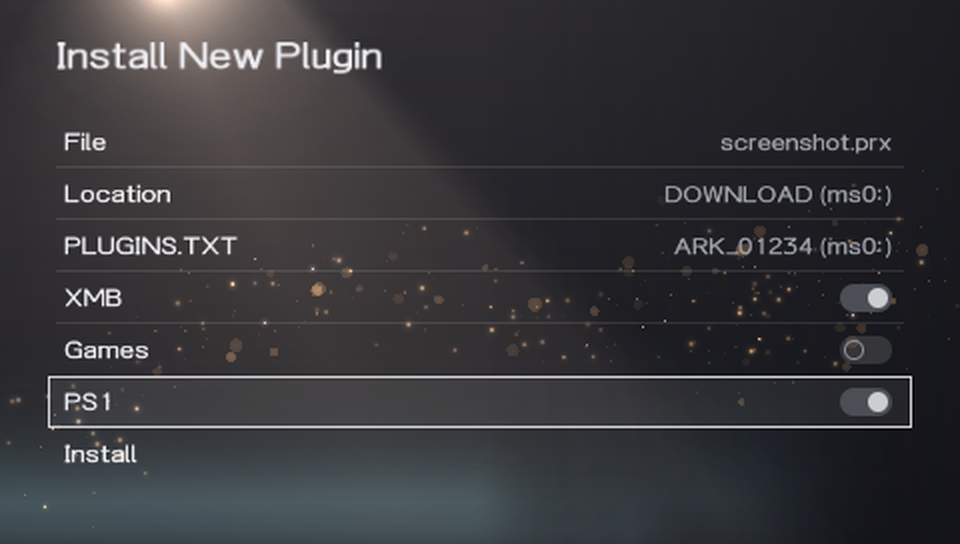 Install New Plugin
File screenshot.prx
Location DOWNLOAD (ms0:)
PLUGINS.TXT ARK_01234 (ms0:)
XMB
Games
PS1
Install